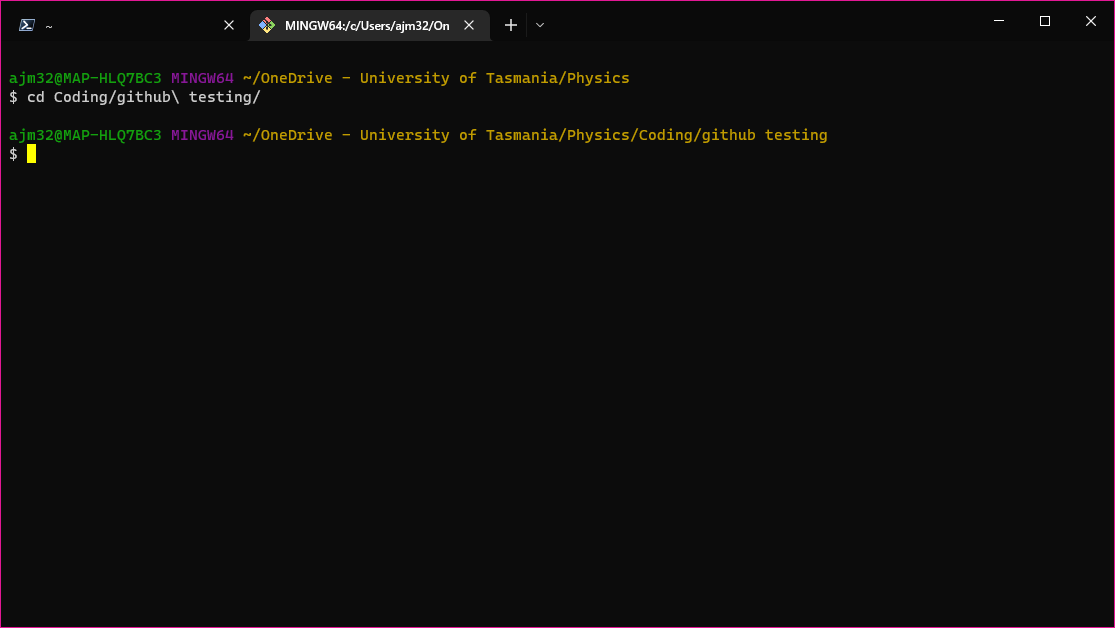 ~
MINGW64:/c/Users/ajm32/On
ajm32@MAP-HLQ7BC3 MINGW64 ~/OneDrive - University of Tasmania/Physics
$ cd Coding/github\ testing/
ajm32@MAP-HLQ7BC3 MINGW64 ~/OneDrive - University of Tasmania/Physics/Coding/github testing
$